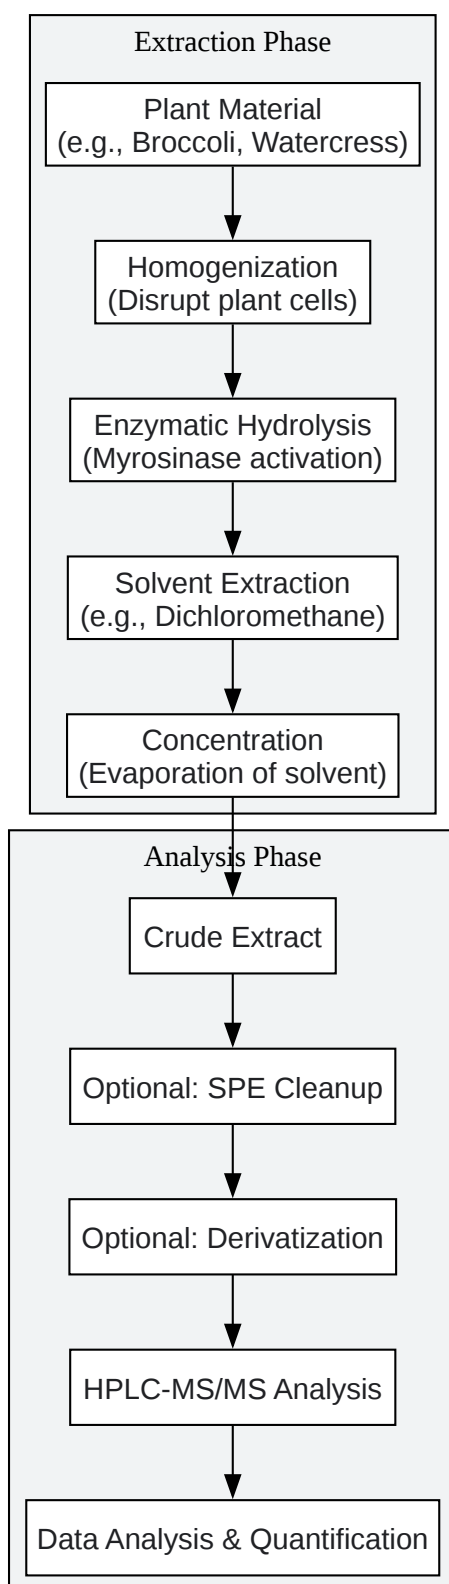 Extraction Phase
Plant Material
(e.g., Broccoli, Watercress)
Homogenization
(Disrupt plant cells)
Enzymatic Hydrolysis
(Myrosinase activation)
Solvent Extraction
(e.g., Dichloromethane)
Concentration
(Evaporation of solvent)
Analysis Phase
Crude Extract
Optional: SPE Cleanup
Optional: Derivatization
HPLC-MS/MS Analysis
Data Analysis & Quantification